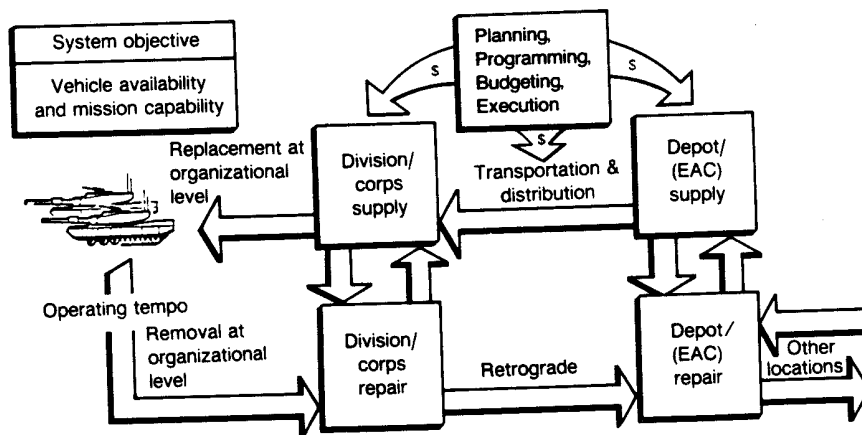 System objective
Vehicle availability
and mission capability
Planning,
Programming,
Budgeting,
Execution
$
$
$
Replacement at
organizational
level
Division/
corps
supply
Transportation &
distribution
Depot/
(EAC)
supply
Operating tempo
Removal at
organizational
level
Division/
corps
repair
Retrograde
Depot/
(EAC)
repair
Other
locations